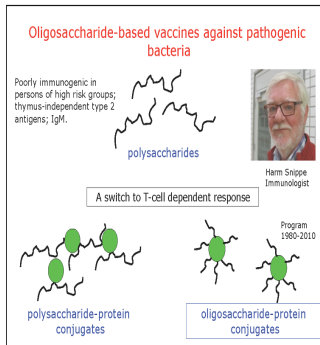 Oligosaccharide-based vaccines against pathogenic
bacteria
Poorly immunogenic in
persons of high risk groups;
thymus-independent type 2
antigens; IgM.
polysaccharides
Harm Snippe
Immunologist
A switch to T-cell dependent response
Program
1980-2010
polysaccharide-protein
conjugates
oligosaccharide-protein
conjugates